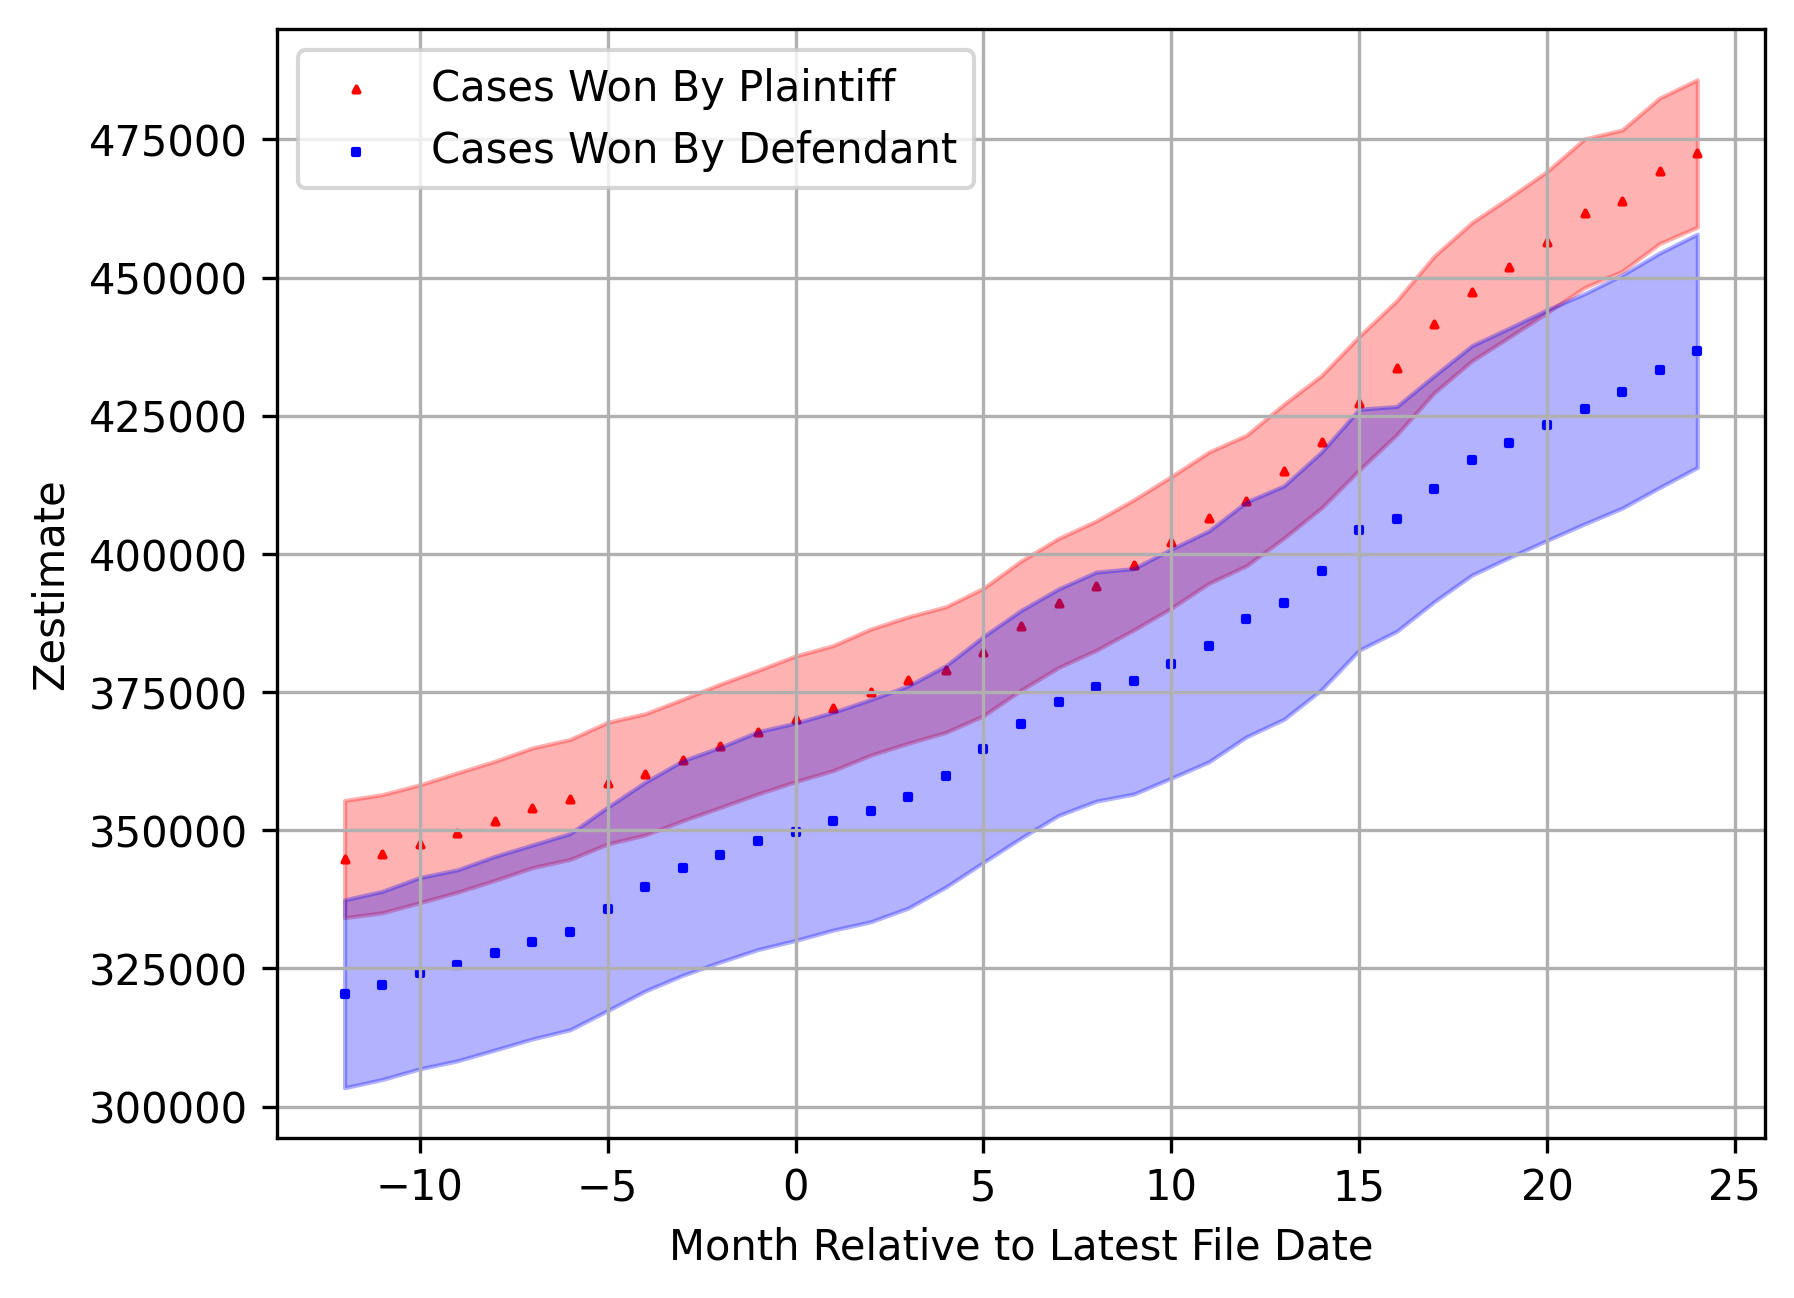 Cases Won By Plaintiff
Cases Won By Defendant
475000
450000
425000
400000
375000
350000
325000
300000
Zestimate
−10 −5 0 5 10 15 20 25
Month Relative to Latest File Date